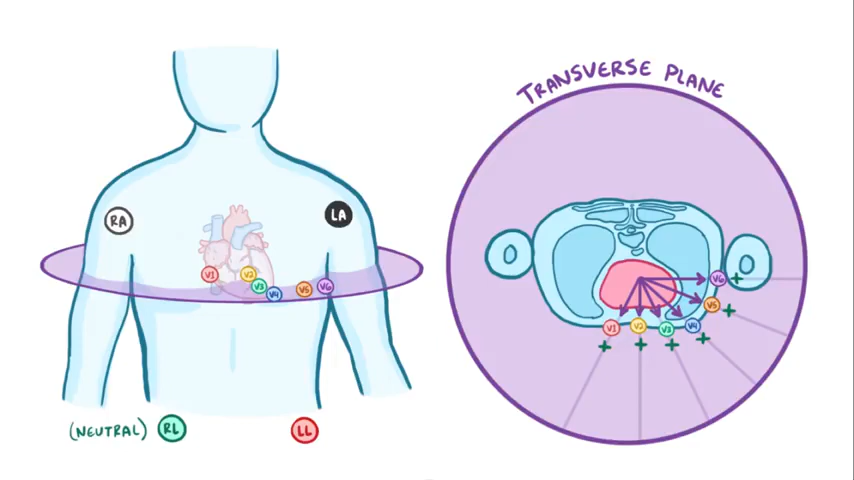 TRANSVERSE PLANE
RA
LA
V1
V2
V3
V4
V5
V6
(NEUTRAL) RL
LL
V6
V5
V1
V2
V3
V4